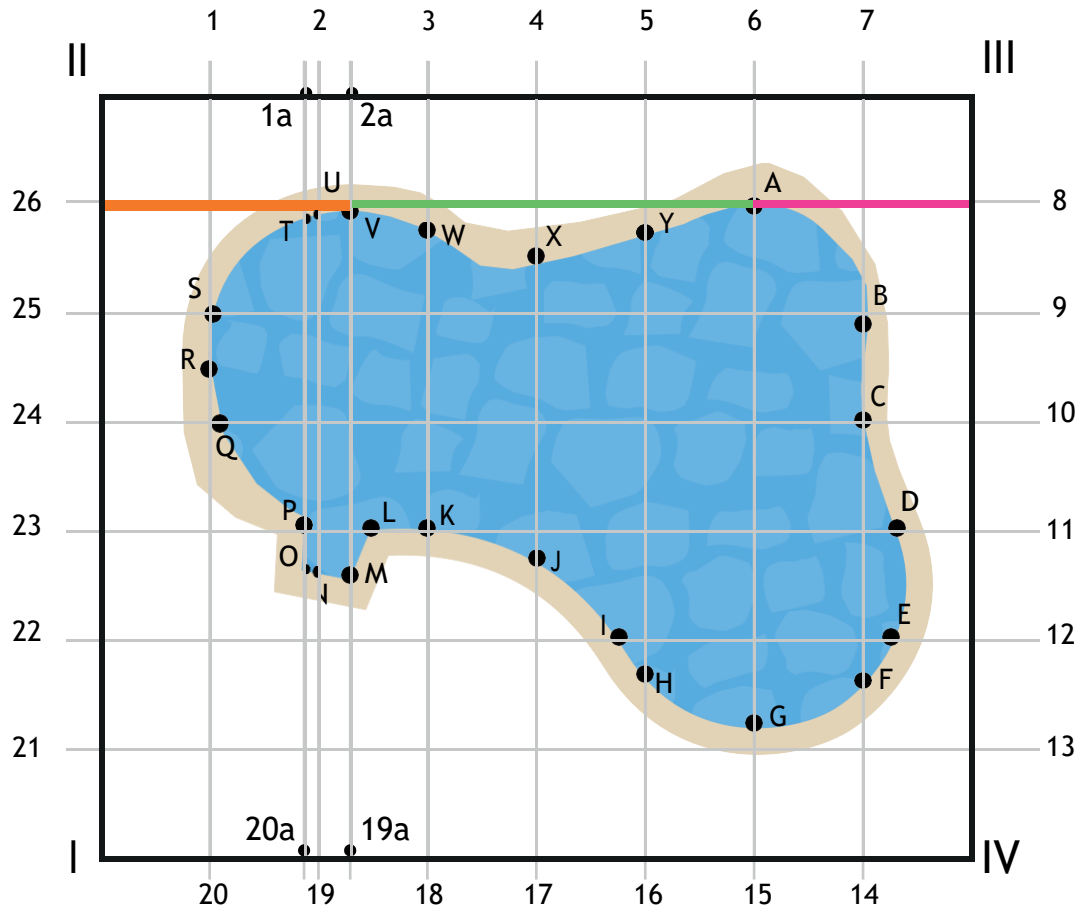 1 2 3 4 5 6 7
II III
1a 2a
U A
26 8
T V W X Y
S B
25 9
R
C
24 10
Q
P L K D
23 11
O M J
N
I E
22 12
H F
G
21 13
20a 19a
I IV
20 19 18 17 16 15 14